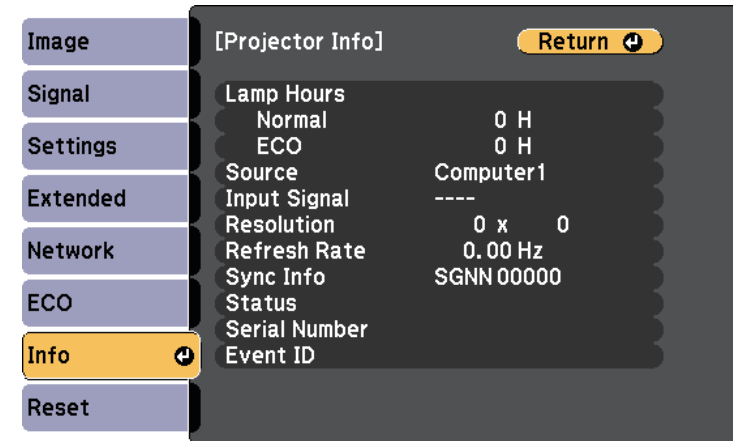 Image
Signal
Settings
Extended
Network
ECO
Info
Reset
[Projector Info]
Return
Lamp Hours
Normal 0 H
ECO 0 H
Source Computer1
Input Signal ----
Resolution 0 x 0
Refresh Rate 0.00 Hz
Sync Info SGNN 00000
Status
Serial Number
Event ID